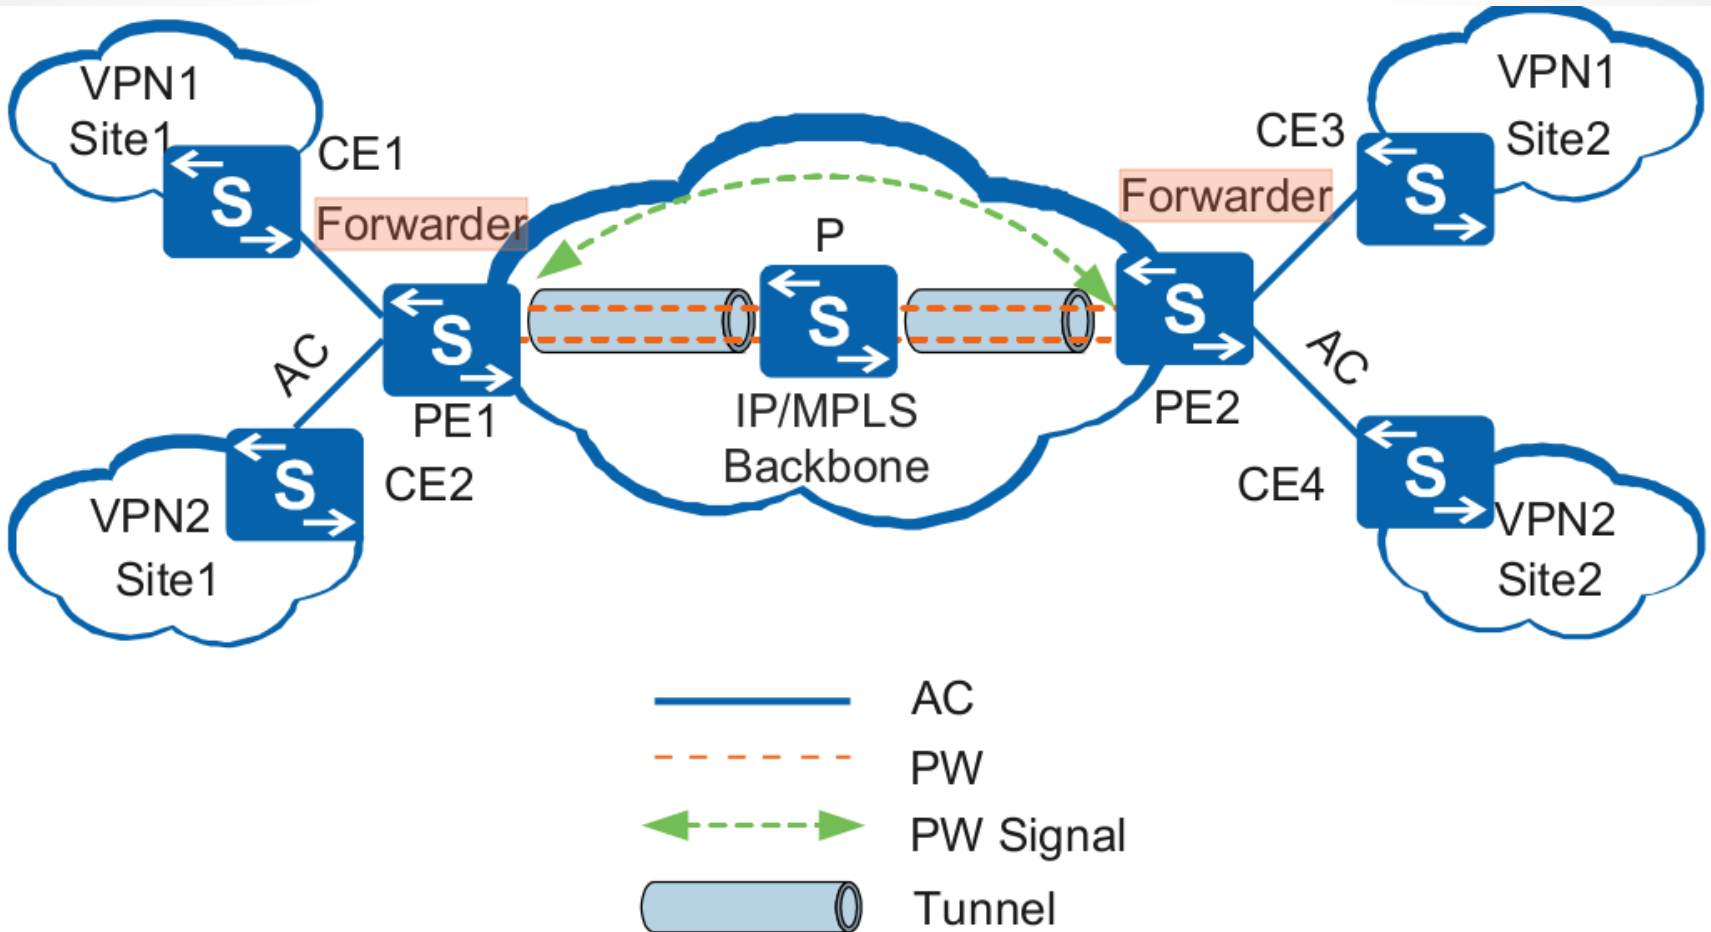 VPN1
Site1
CE1
Forwarder
S
AC
S
PE1
VPN2
Site1
S
CE2
P
S
IP/MPLS
Backbone
VPN1
Site2
CE3
S
Forwarder
S
PE2
AC
CE4
S
VPN2
Site2
AC
PW
PW Signal
Tunnel